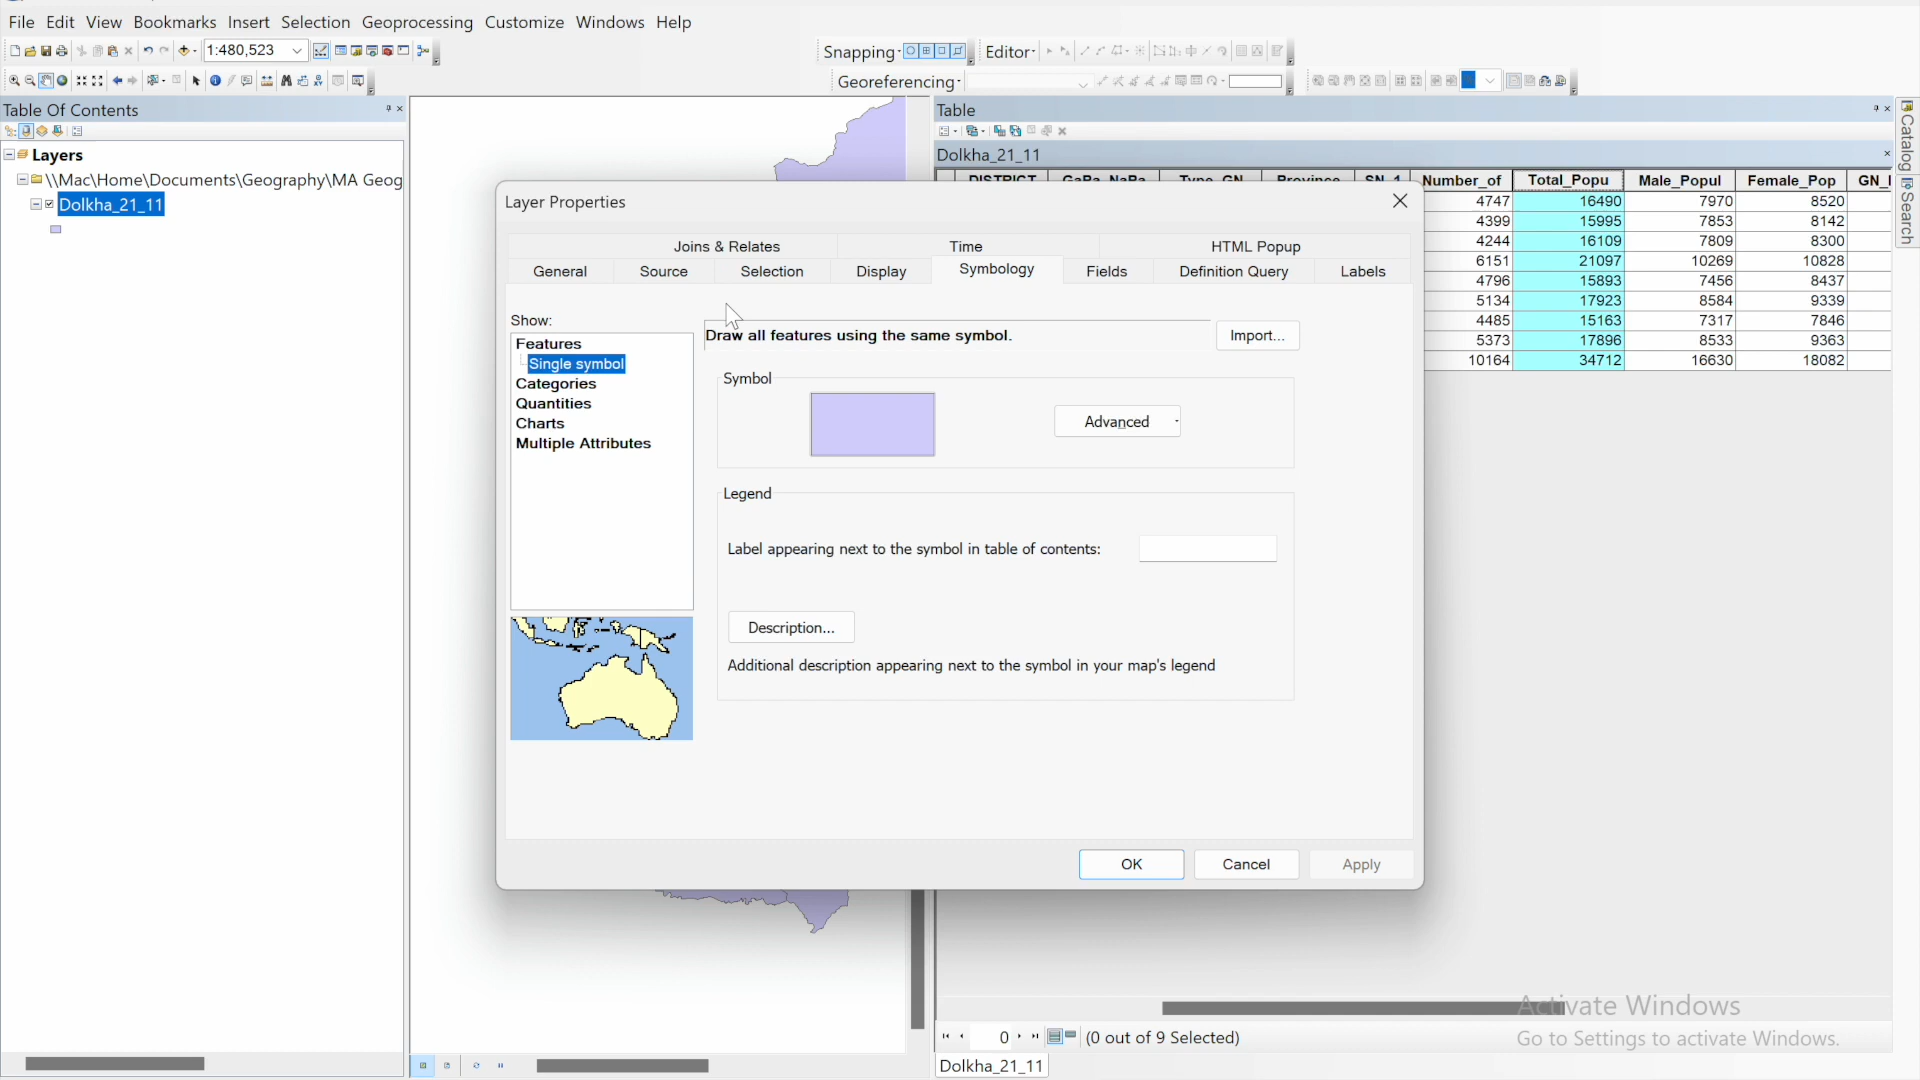 File Edit View Bookmarks Insert Selection Geoprocessing Customize Windows Help
1:480,523
Snapping
Editor
Georeferencing
Table Of Contents
Layers
\\Mac\Home\Documents\Geography\MA Geog
Dolkha_21_11
Table
Dolkha_21_11
Number_of Total_Popu Male_Popul Female_Pop
4747 16490 7970 8520
4399 15995 7853 8142
4244 16109 7809 8300
6151 21097 10269 10828
4796 15893 7456 8437
5134 17923 8584 9339
4485 15163 7317 7846
5373 17896 8533 9363
10164 34712 16630 18082
Catalog
Search
Layer Properties
Joins & Relates Time HTML Popup
General Source Selection Display Symbology Fields Definition Query Labels
Show:
Features
Single symbol
Categories
Quantities
Charts
Multiple Attributes
Draw all features using the same symbol.
Import...
Symbol
Advanced
Legend
Label appearing next to the symbol in table of contents:
Description...
Additional description appearing next to the symbol in your map's legend
OK Cancel Apply
0 (0 out of 9 Selected)
Dolkha_21_11
Activate Windows
Go to Settings to activate Windows.